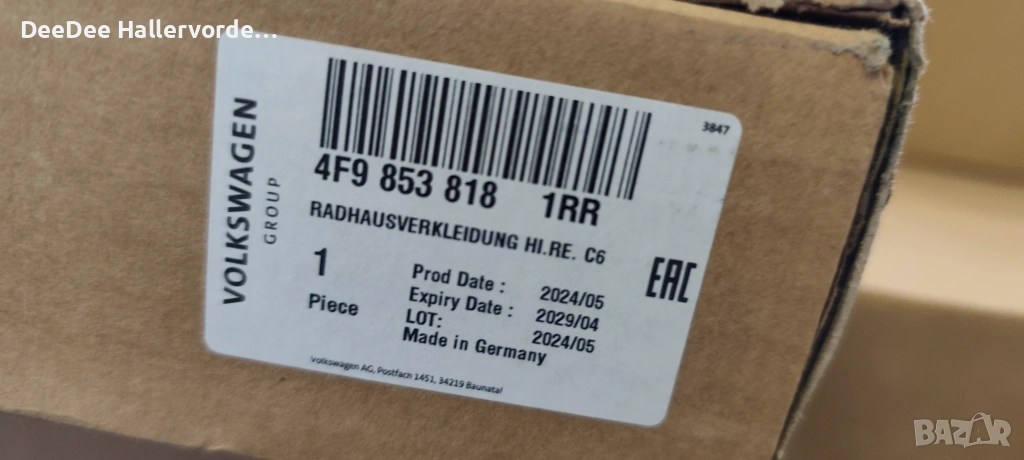 DeeDee Hallervorde...
3847
VOLKSWAGEN
GROUP
4F9 853 818 1RR
RADHAUSVERKLEIDUNG HI.RE. C6
1
Piece
Prod Date : 2024/05
Expiry Date : 2029/04
LOT: 2024/05
Made in Germany
EAC
Volkswagen AG, Postfach 1451, 34219 Baunatal
BAZAR